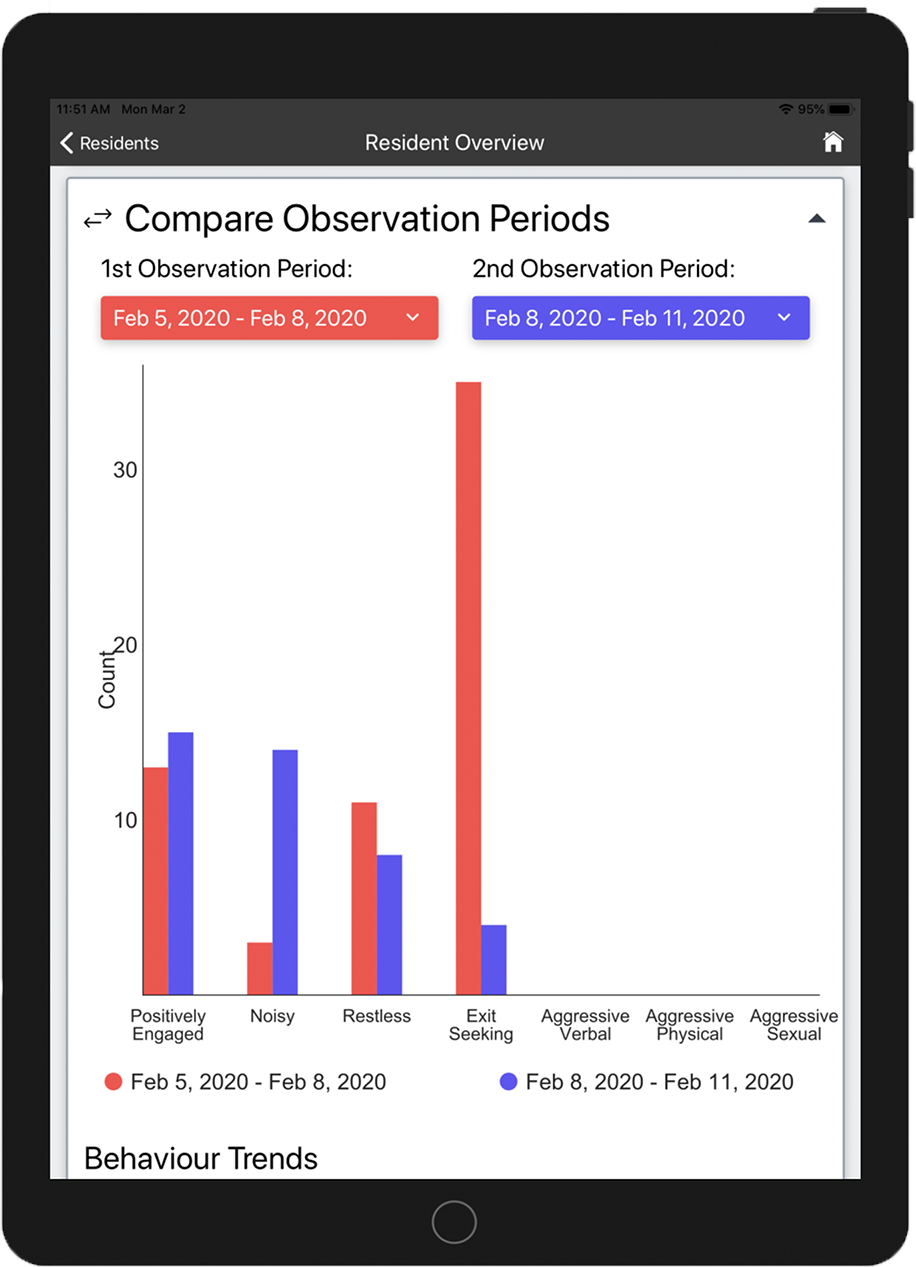 11:51 AM Mon Mar 2 95%
Residents Resident Overview
Compare Observation Periods
1st Observation Period: 2nd Observation Period:
Feb 5, 2020 - Feb 8, 2020 Feb 8, 2020 - Feb 11, 2020
30
20
Count
10
Positively Engaged
Noisy
Restless
Exit Seeking
Aggressive Verbal
Aggressive Physical
Aggressive Sexual
Feb 5, 2020 - Feb 8, 2020 Feb 8, 2020 - Feb 11, 2020
Behaviour Trends